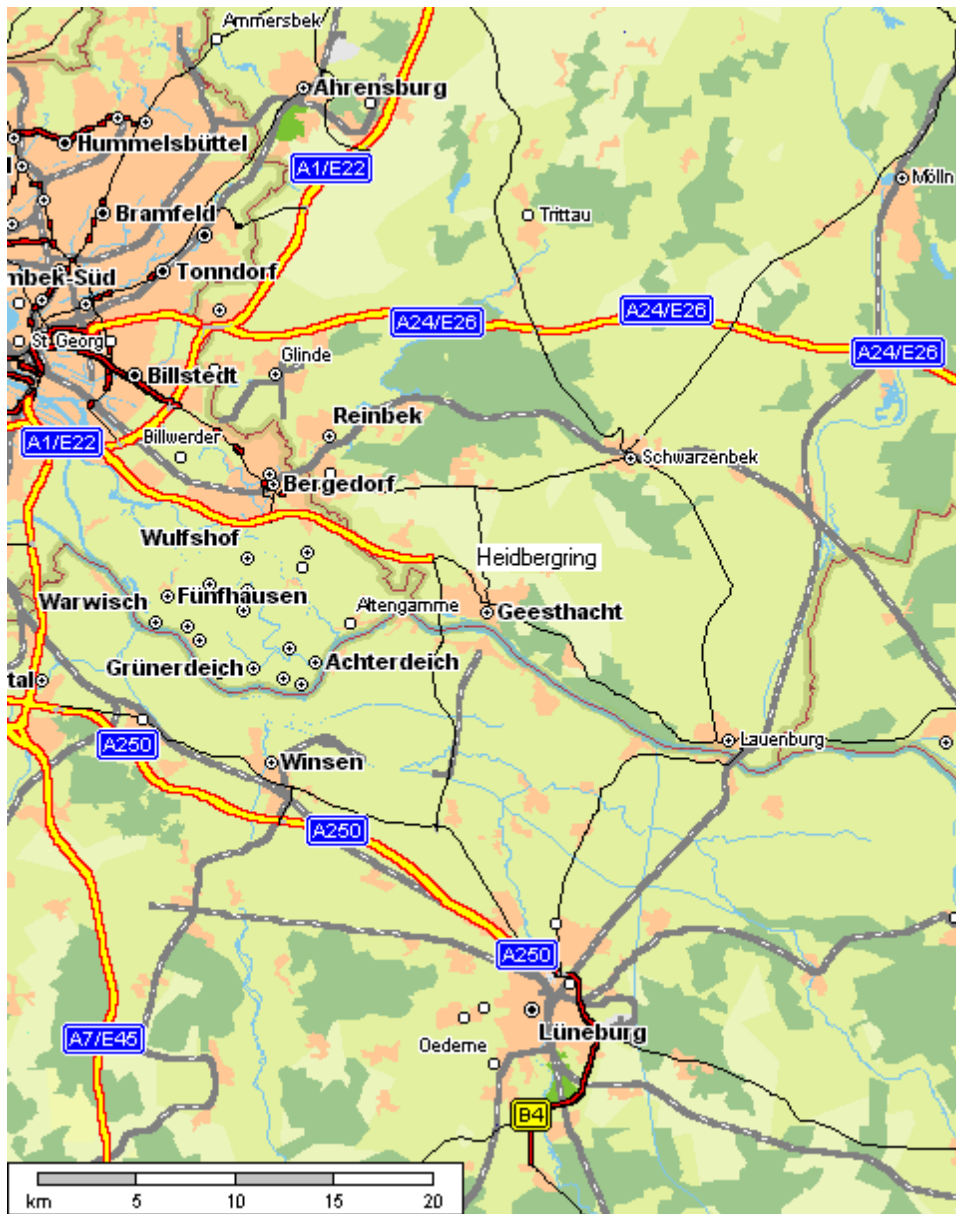 Ammersbek
Ahrensburg
Hummelsbüttel
A1/E22
Mölln
Bramfeld
Trittau
Tonndorf
mbek-Süd
A24/E26
A24/E26
St. Georg
A24/E26
Glinde
Billstedt
Reinbek
A1/E22
Billwerder
Schwarzenbek
Bergedorf
Wulfshof
Heidbergring
Fünfhausen
Warwisch
Altengamme
Geesthacht
Grünerdeich
Achterdeich
tal
A250
Lauenburg
Winsen
A250
A250
Lüneburg
A7/E45
Oedeme
B4
km 5 10 15 20